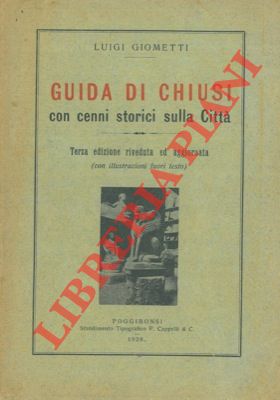 LUIGI GIOMETTI
GUIDA DI CHIUSI
con cenni storici sulla Città
Terza edizione riveduta ed aggiornata
(con illustrazioni fuori testo)
LIBRERIA PIANI
POGGIBONSI
Stabilimento Tipografico F. Cappelli & C.
1928.